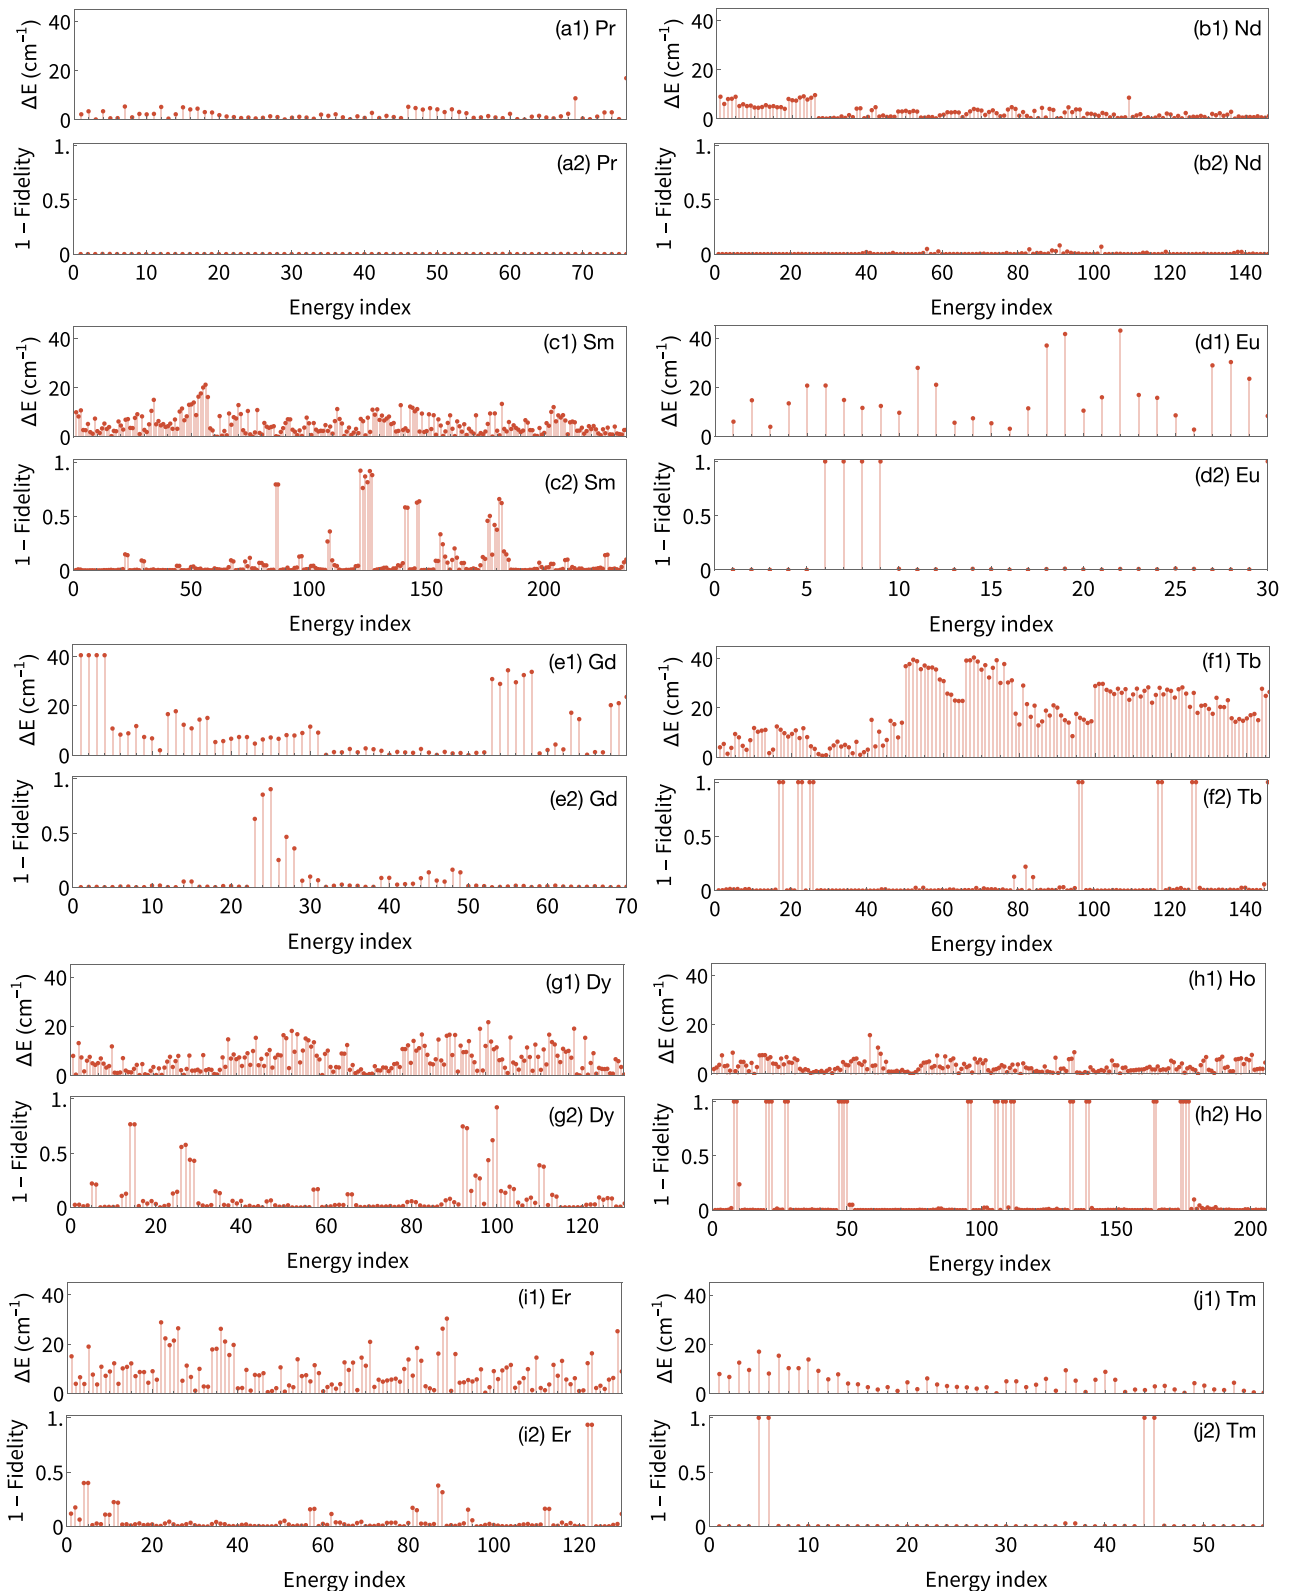 (a1) Pr
ΔE (cm⁻¹)
40
20
0
(a2) Pr
1 – Fidelity
1.
0.5
0
0 10 20 30 40 50 60 70
Energy index
(b1) Nd
ΔE (cm⁻¹)
40
20
0
(b2) Nd
1 – Fidelity
1.
0.5
0
0 20 40 60 80 100 120 140
Energy index
(c1) Sm
ΔE (cm⁻¹)
40
20
0
(c2) Sm
1 – Fidelity
1.
0.5
0
0 50 100 150 200
Energy index
(d1) Eu
ΔE (cm⁻¹)
40
20
0
(d2) Eu
1 – Fidelity
1.
0.5
0
0 5 10 15 20 25 30
Energy index
(e1) Gd
ΔE (cm⁻¹)
40
20
0
(e2) Gd
1 – Fidelity
1.
0.5
0
0 10 20 30 40 50 60 70
Energy index
(f1) Tb
ΔE (cm⁻¹)
40
20
0
(f2) Tb
1 – Fidelity
1.
0.5
0
0 20 40 60 80 100 120 140
Energy index
(g1) Dy
ΔE (cm⁻¹)
40
20
0
(g2) Dy
1 – Fidelity
1.
0.5
0
0 20 40 60 80 100 120
Energy index
(h1) Ho
ΔE (cm⁻¹)
40
20
0
(h2) Ho
1 – Fidelity
1.
0.5
0
0 50 100 150 200
Energy index
(i1) Er
ΔE (cm⁻¹)
40
20
0
(i2) Er
1 – Fidelity
1.
0.5
0
0 20 40 60 80 100 120
Energy index
(j1) Tm
ΔE (cm⁻¹)
40
20
0
(j2) Tm
1 – Fidelity
1.
0.5
0
0 10 20 30 40 50
Energy index